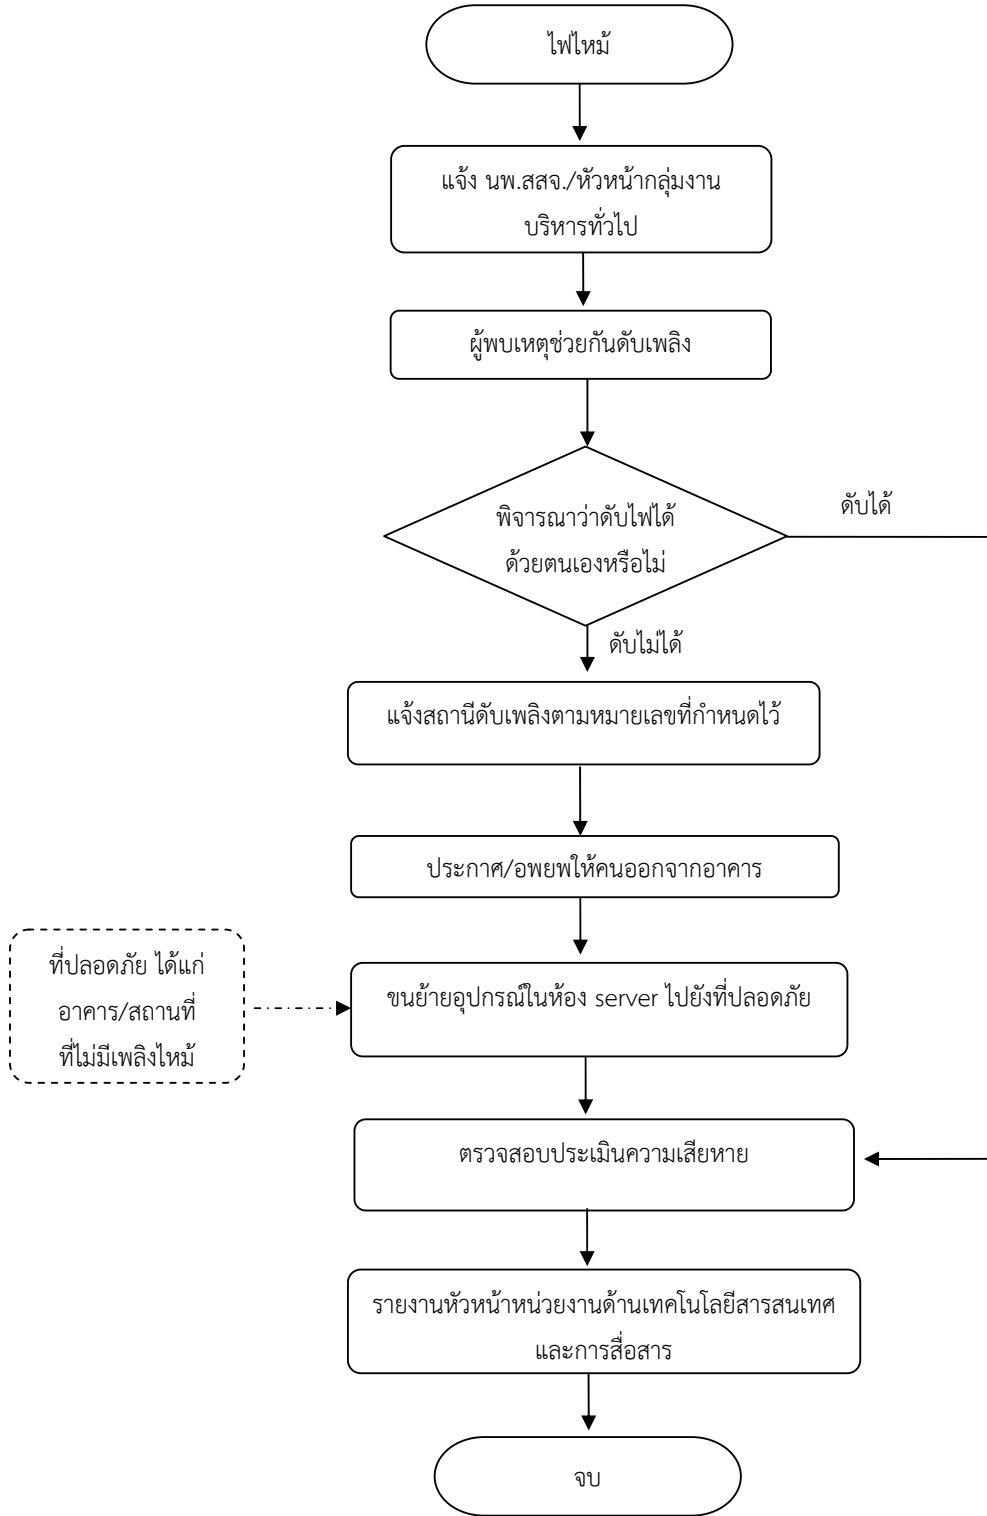 ไฟไหม้
แจ้ง นพ.สสจ./หัวหน้ากลุ่มงาน
บริหารทั่วไป
ผู้พบเหตุช่วยกันดับเพลิง
พิจารณาว่าดับไฟได้
ด้วยตนเองหรือไม่
ดับได้
ดับไม่ได้
แจ้งสถานีดับเพลิงตามหมายเลขที่กำหนดไว้
ประกาศ/อพยพให้คนออกจากอาคาร
ที่ปลอดภัย ได้แก่
อาคาร/สถานที่
ที่ไม่มีเพลิงไหม้
ขนย้ายอุปกรณ์ในห้อง server ไปยังที่ปลอดภัย
ตรวจสอบประเมินความเสียหาย
รายงานหัวหน้าหน่วยงานด้านเทคโนโลยีสารสนเทศ
และการสื่อสาร
จบ